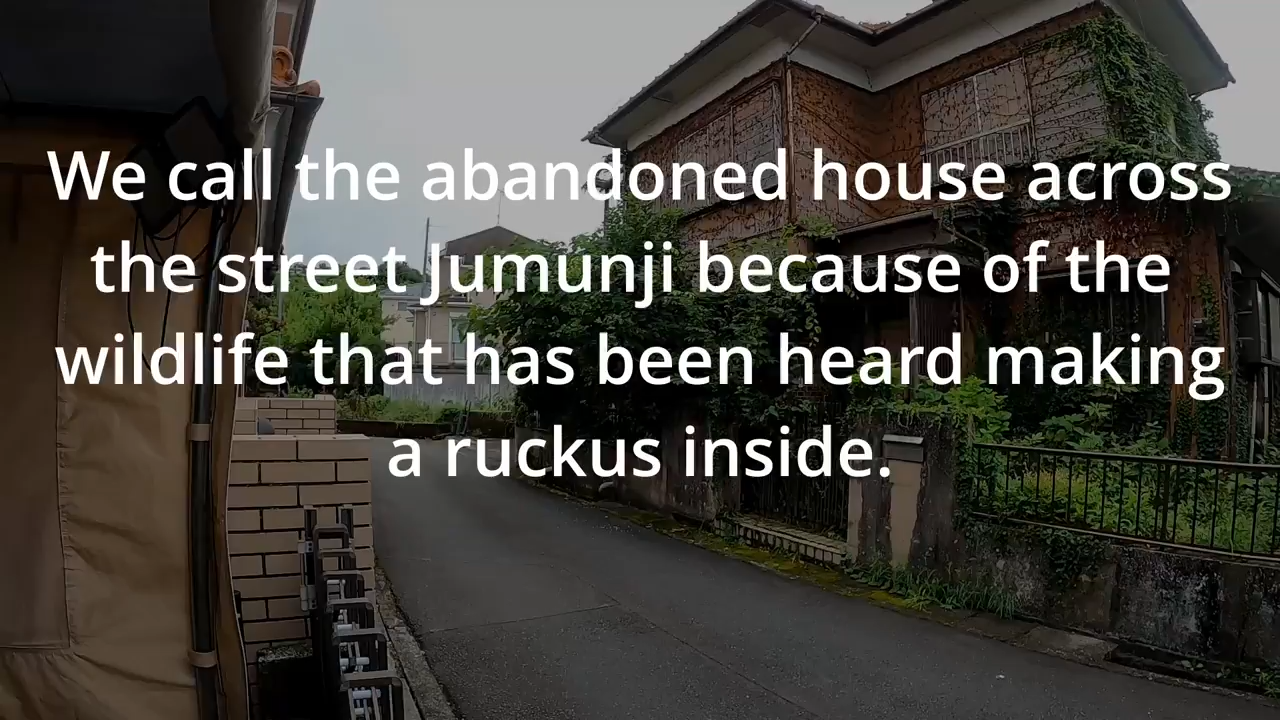 We call the abandoned house across
the street Jumunji because of the
wildlife that has been heard making
a ruckus inside.